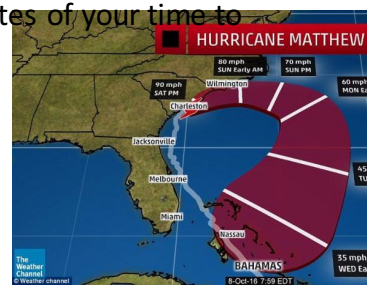 tes of your time to
HURRICANE MATTHEW
80 mph
SUN Early AM
70 mph
SUN PM
60 mph
MON Ea
90 mph
SAT PM
Wilmington
Charleston
Jacksonville
45
TU
Melbourne
Miami
Nassau
35 mph
WED Ea
BAHAMAS
The
Weather
Channel
© Weather channel
8-Oct-16 7:59 EDT